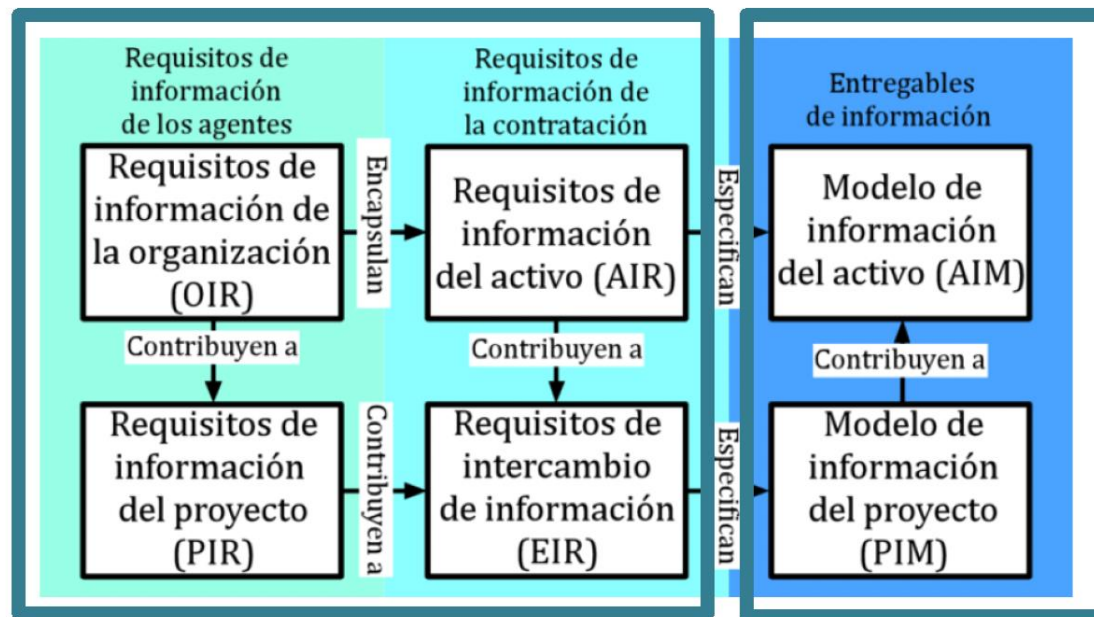 Requisitos de
información
de los agentes
Requisitos de
información de
la contratación
Entregables
de información
Requisitos de
información de
la organización
(OIR)
Encapsulan
Requisitos de
información
del activo (AIR)
Especifican
Modelo de
información
del activo (AIM)
Contribuyen a
Contribuyen a
Contribuyen a
Requisitos de
información
del proyecto
(PIR)
Contribuyen a
Requisitos de
intercambio
de información
(EIR)
Especifican
Modelo de
información
del proyecto
(PIM)